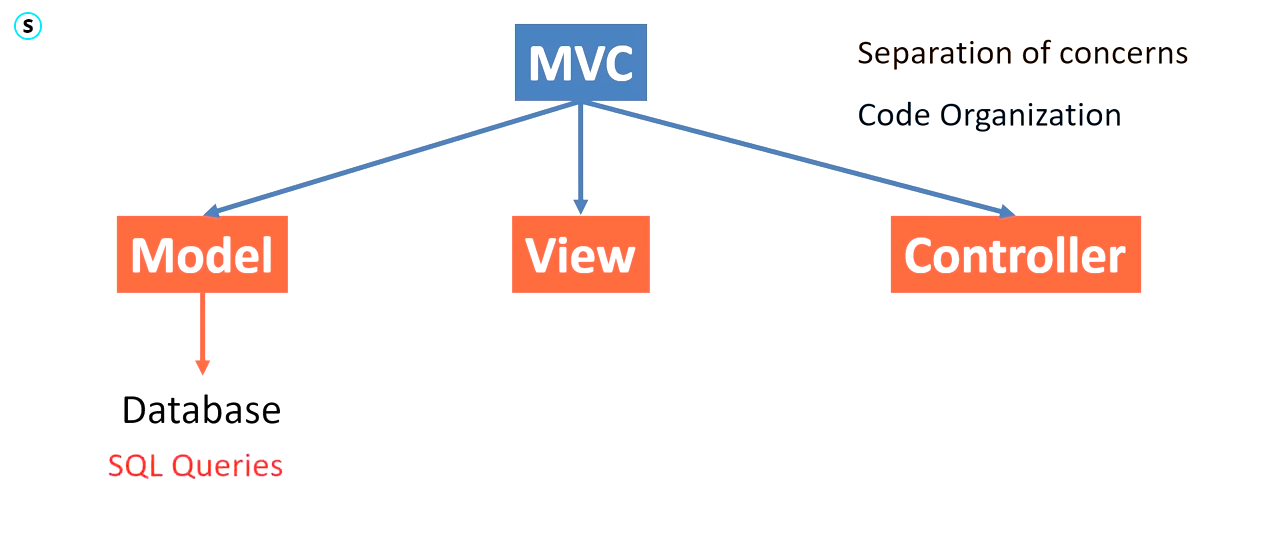 S
MVC
Separation of concerns
Code Organization
Model
View
Controller
Database
SQL Queries